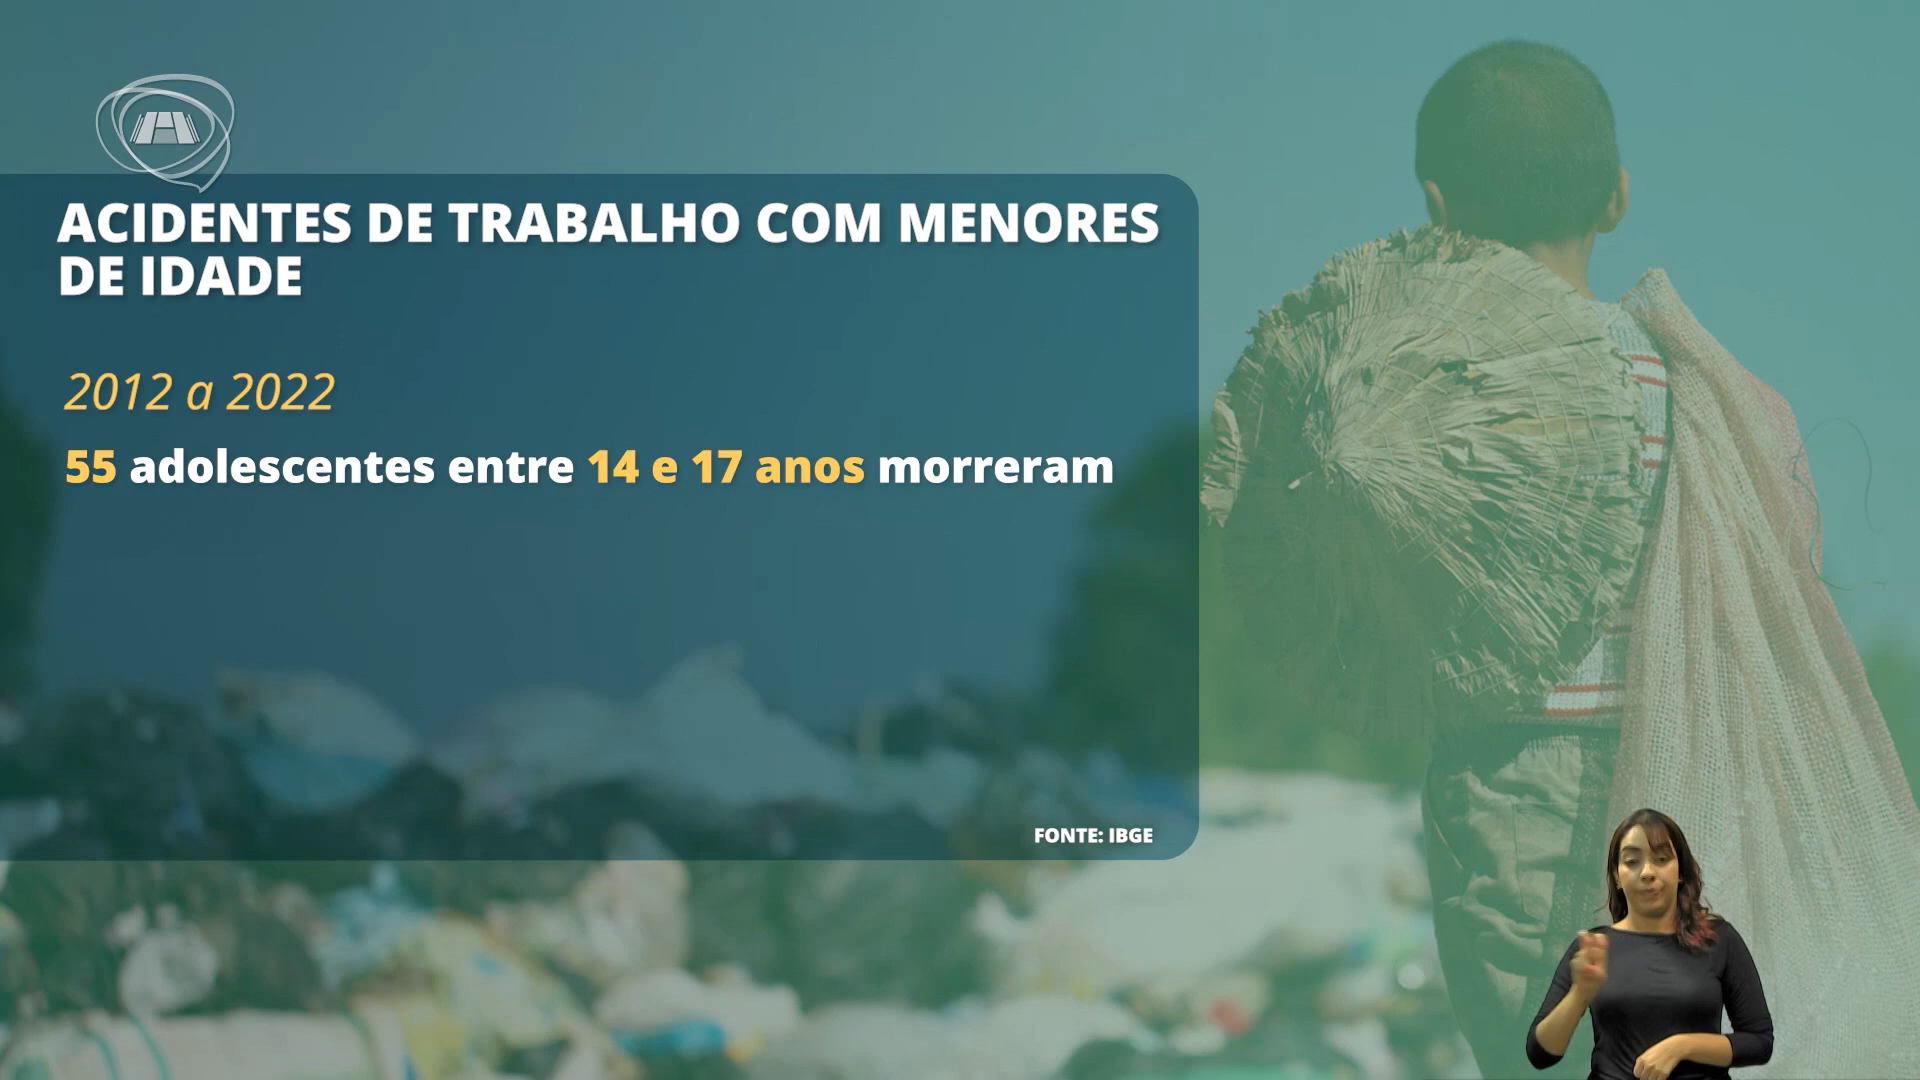 ACIDENTES DE TRABALHO COM MENORES
DE IDADE
2012 a 2022
55 adolescentes entre 14 e 17 anos morreram
FONTE: IBGE